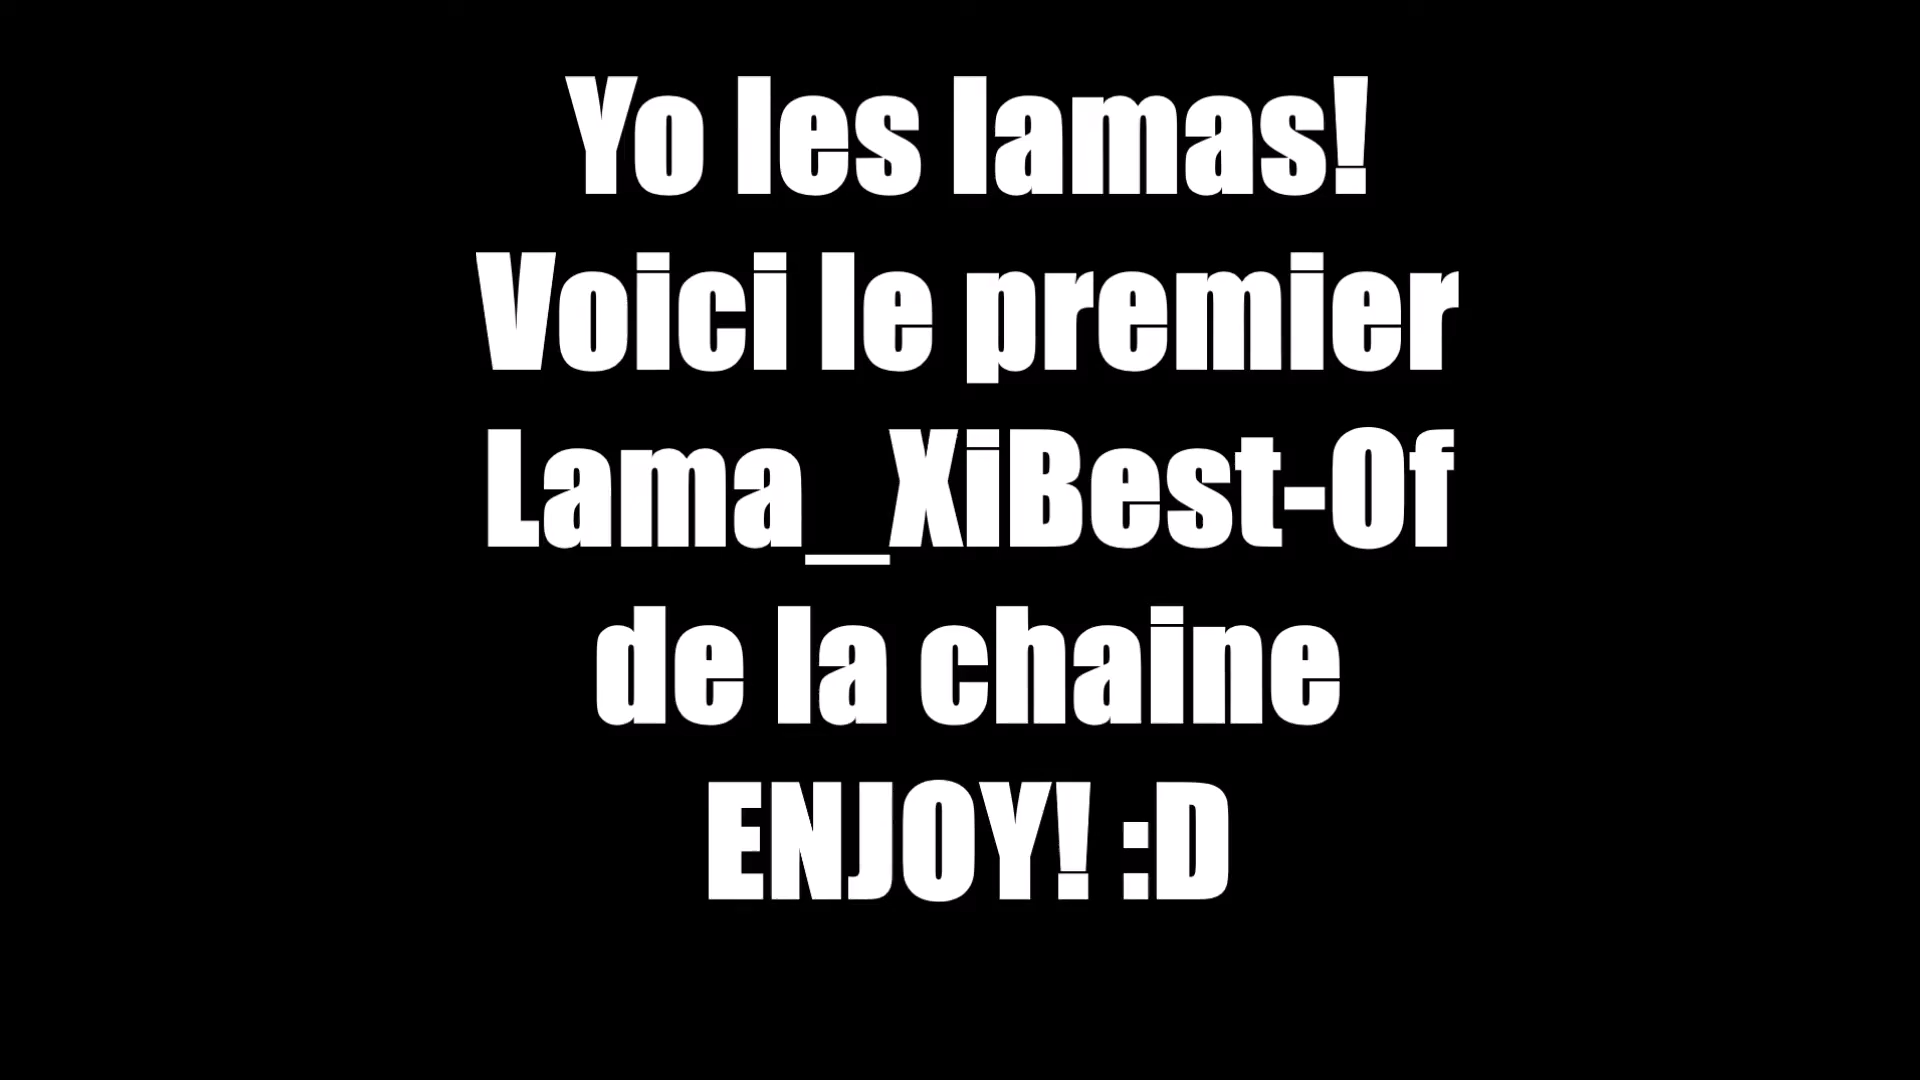 Yo les lamas!
Voici le premier
Lama_XiBest-Of
de la chaine
ENJOY! :D